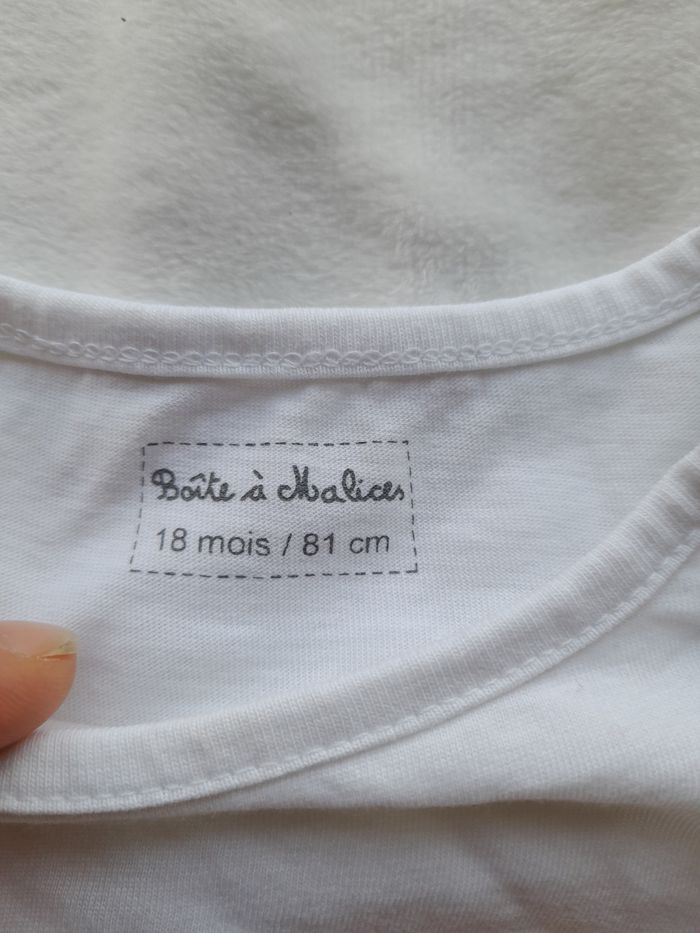 Boîte à Malices
18 mois / 81 cm